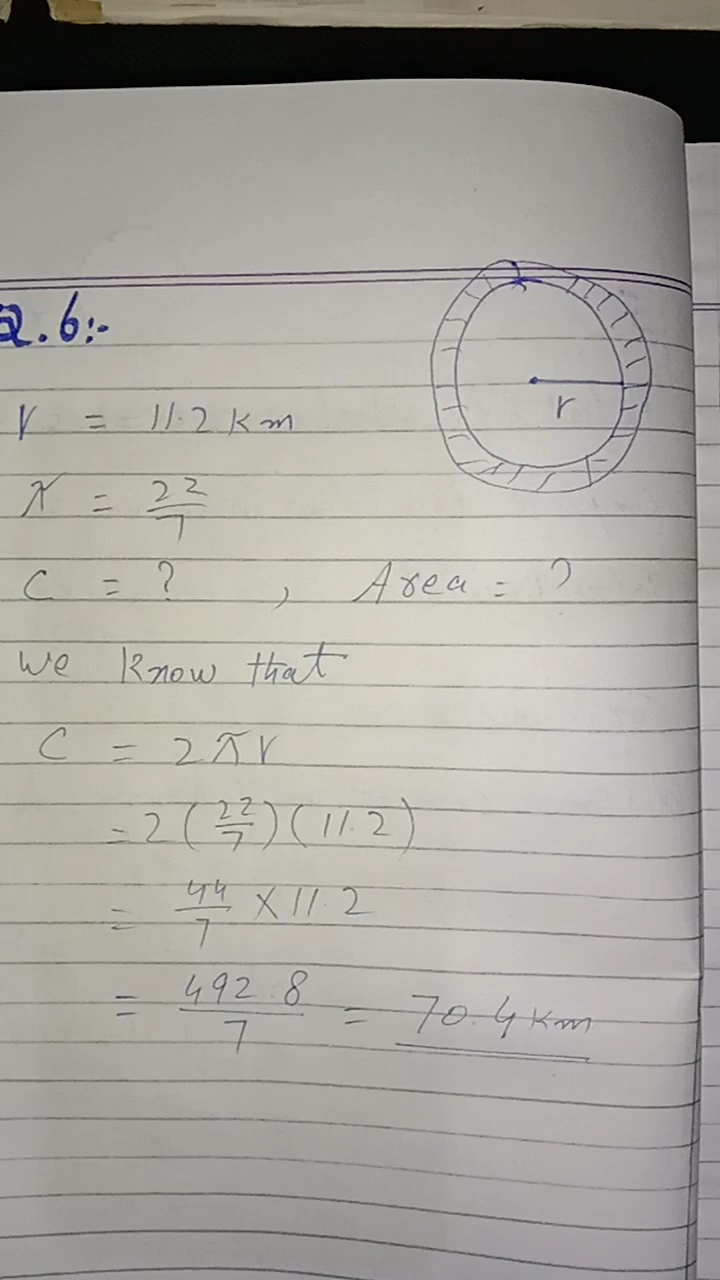 Q.6:-
r
r = 11.2 km
π = 22/7
C = ? , Area = ?
we know that
C = 2πr
= 2(22/7)(11.2)
= 44/7 × 11.2
= 492.8/7 = 70.4 km